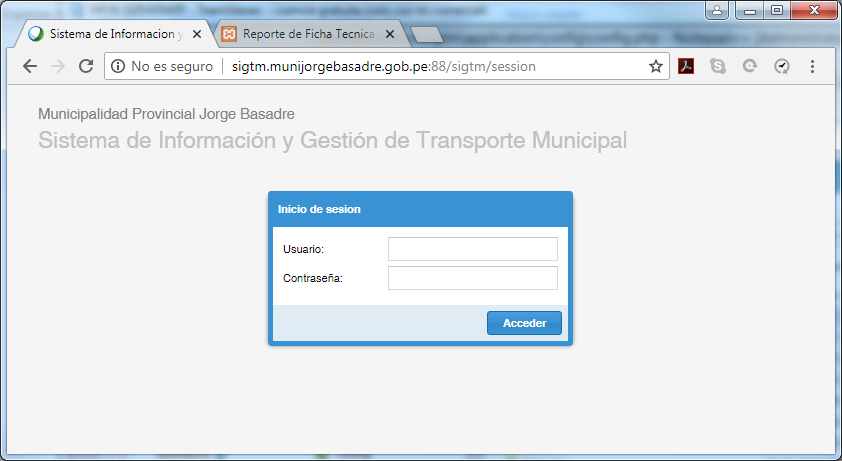 Sistema de Informacion y
Reporte de Ficha Tecnica
No es seguro
sigtm.munijorgebasadre.gob.pe:88/sigtm/session
Municipalidad Provincial Jorge Basadre
Sistema de Información y Gestión de Transporte Municipal
Inicio de sesion
Usuario:
Contraseña:
Acceder